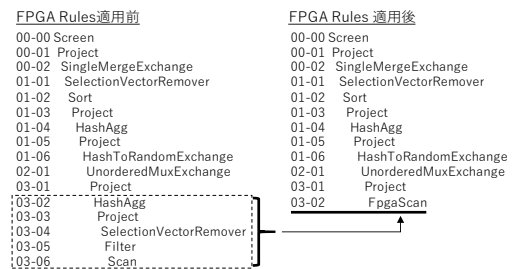 FPGA Rules適用前
00-00 Screen
00-01 Project
00-02 SingleMergeExchange
01-01 SelectionVectorRemover
01-02 Sort
01-03 Project
01-04 HashAgg
01-05 Project
01-06 HashToRandomExchange
02-01 UnorderedMuxExchange
03-01 Project
03-02 HashAgg
03-03 Project
03-04 SelectionVectorRemover
03-05 Filter
03-06 Scan
FPGA Rules 適用後
00-00 Screen
00-01 Project
00-02 SingleMergeExchange
01-01 SelectionVectorRemover
01-02 Sort
01-03 Project
01-04 HashAgg
01-05 Project
01-06 HashToRandomExchange
02-01 UnorderedMuxExchange
03-01 Project
03-02 FpgaScan